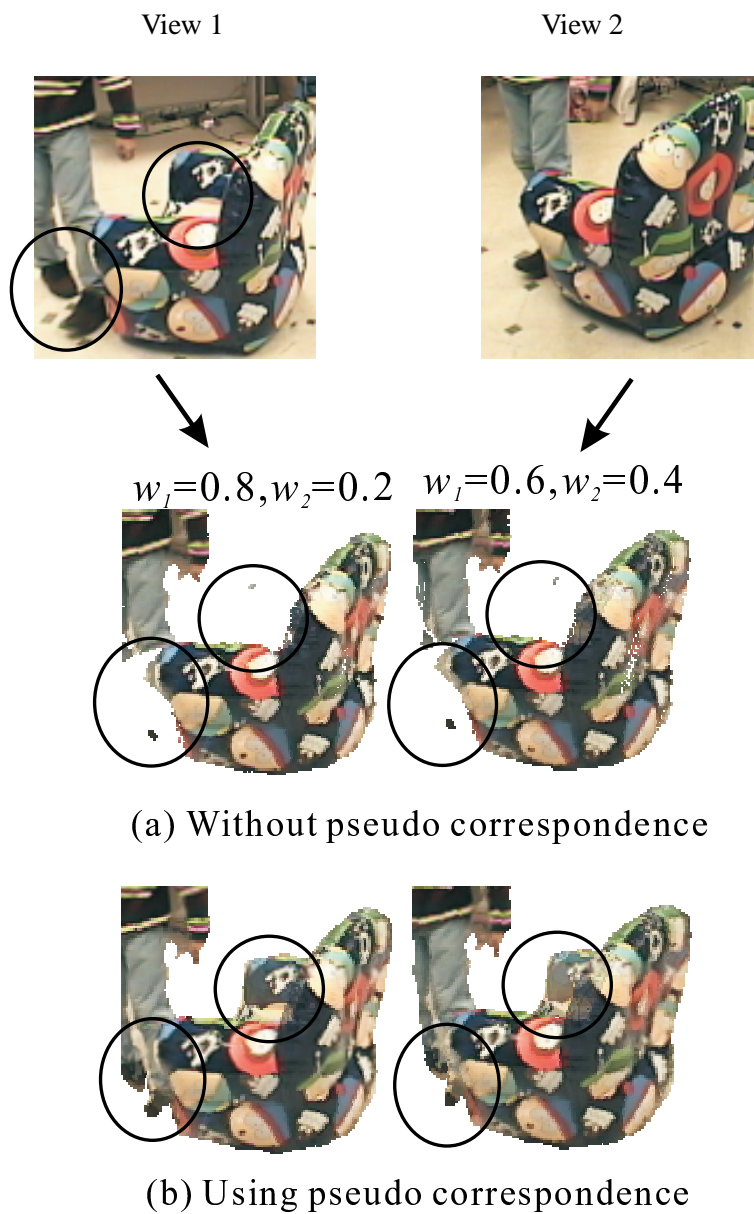 View 1
View 2
w₁=0.8,w₂=0.2
w₁=0.6,w₂=0.4
(a) Without pseudo correspondence
(b) Using pseudo correspondence